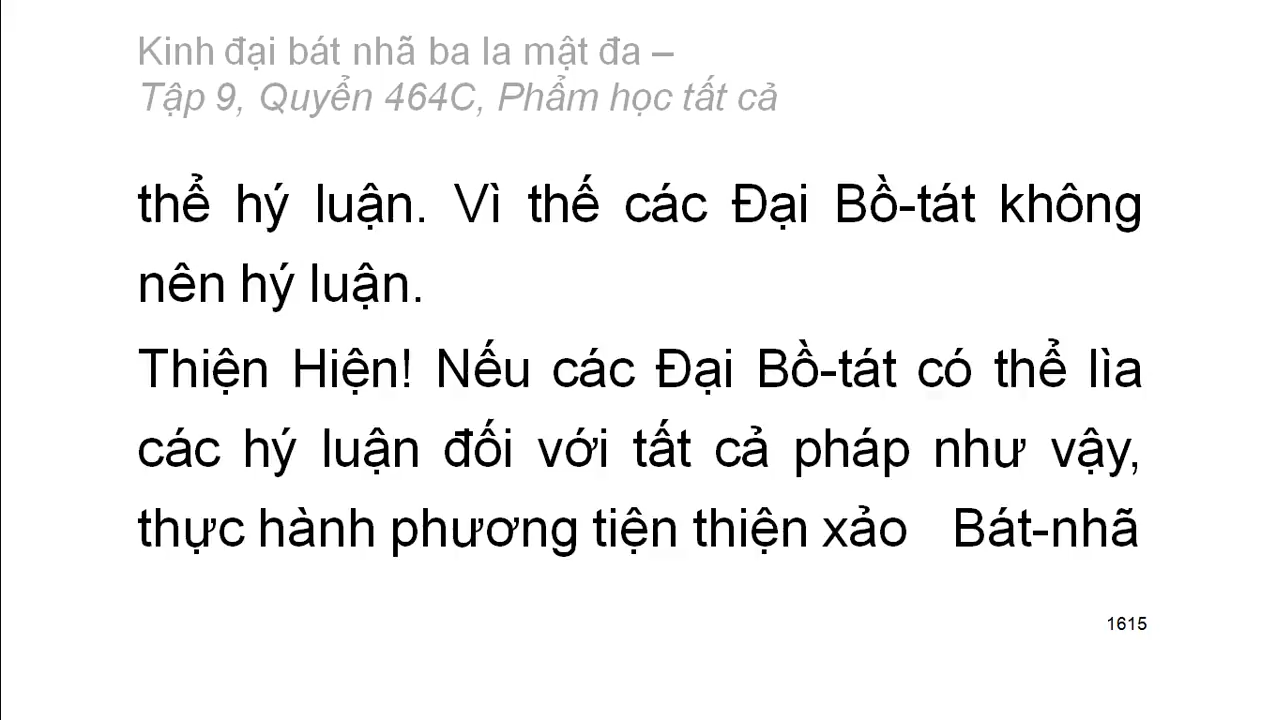 Kinh đại bát nhã ba la mật đa –
Tập 9, Quyển 464C, Phẩm học tất cả
thể hý luận. Vì thế các Đại Bồ-tát không
nên hý luận.
Thiện Hiện! Nếu các Đại Bồ-tát có thể lìa
các hý luận đối với tất cả pháp như vậy,
thực hành phương tiện thiện xảo Bát-nhã
1615